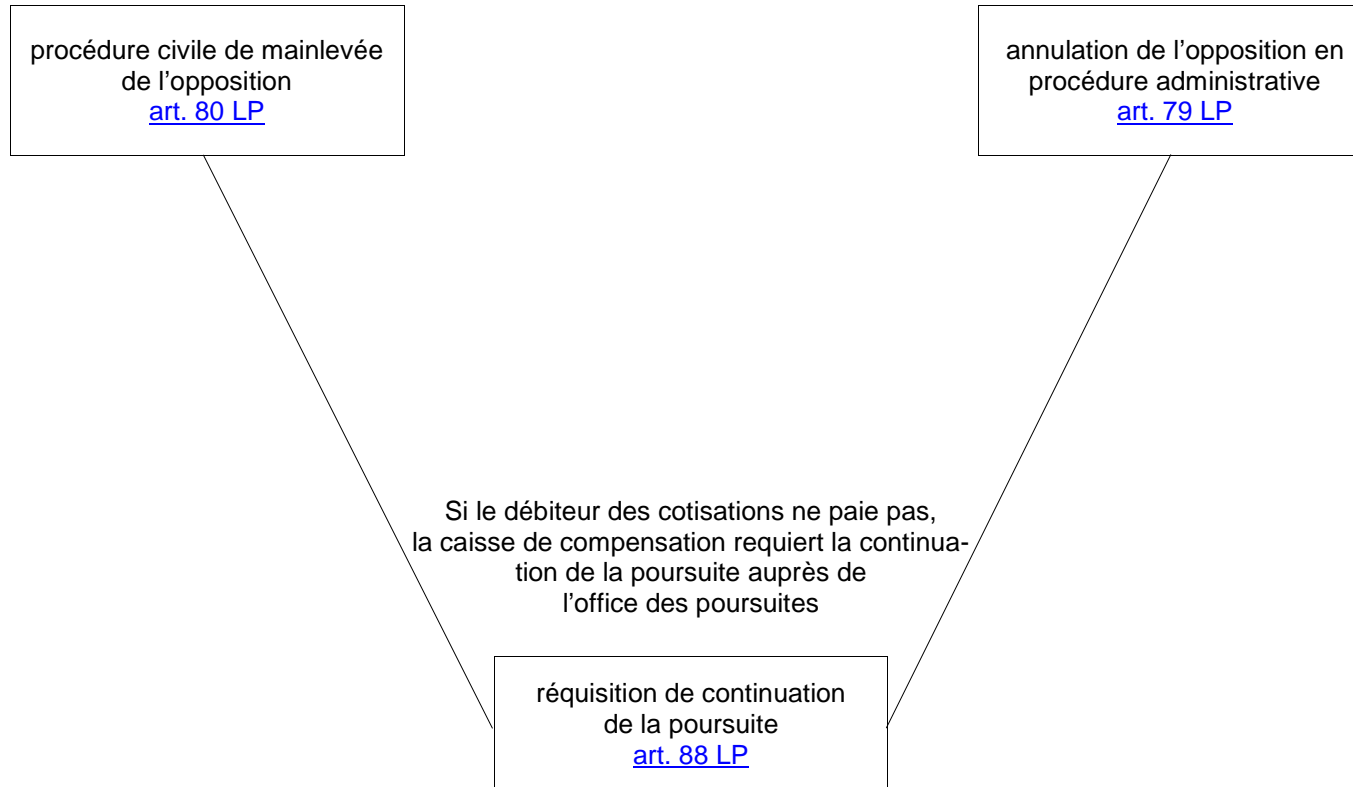 procédure civile de mainlevée
de l'opposition
art. 80 LP
annulation de l'opposition en
procédure administrative
art. 79 LP
Si le débiteur des cotisations ne paie pas,
la caisse de compensation requiert la continua-
tion de la poursuite auprès de
l'office des poursuites
réquisition de continuation
de la poursuite
art. 88 LP